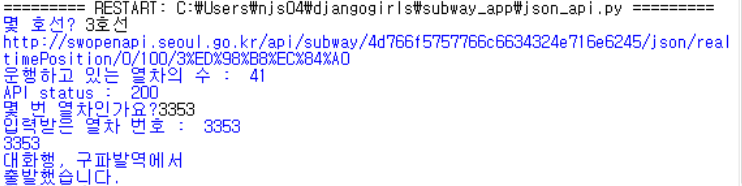 ========= RESTART: C:₩Users₩njs04₩djangogirls₩subway_app₩json_api.py =========
몇 호선? 3호선
http://swopenapi.seoul.go.kr/api/subway/4d766f5757766c6634324e716e6245/json/real
timePosition/0/100/3%ED%98%B8%EC%84%A0
운행하고 있는 열차의 수 :  41
API status :  200
몇 번 열차인가요?3353
입력받은 열차 번호 :  3353
3353
대화행, 구파발역에서
출발했습니다.